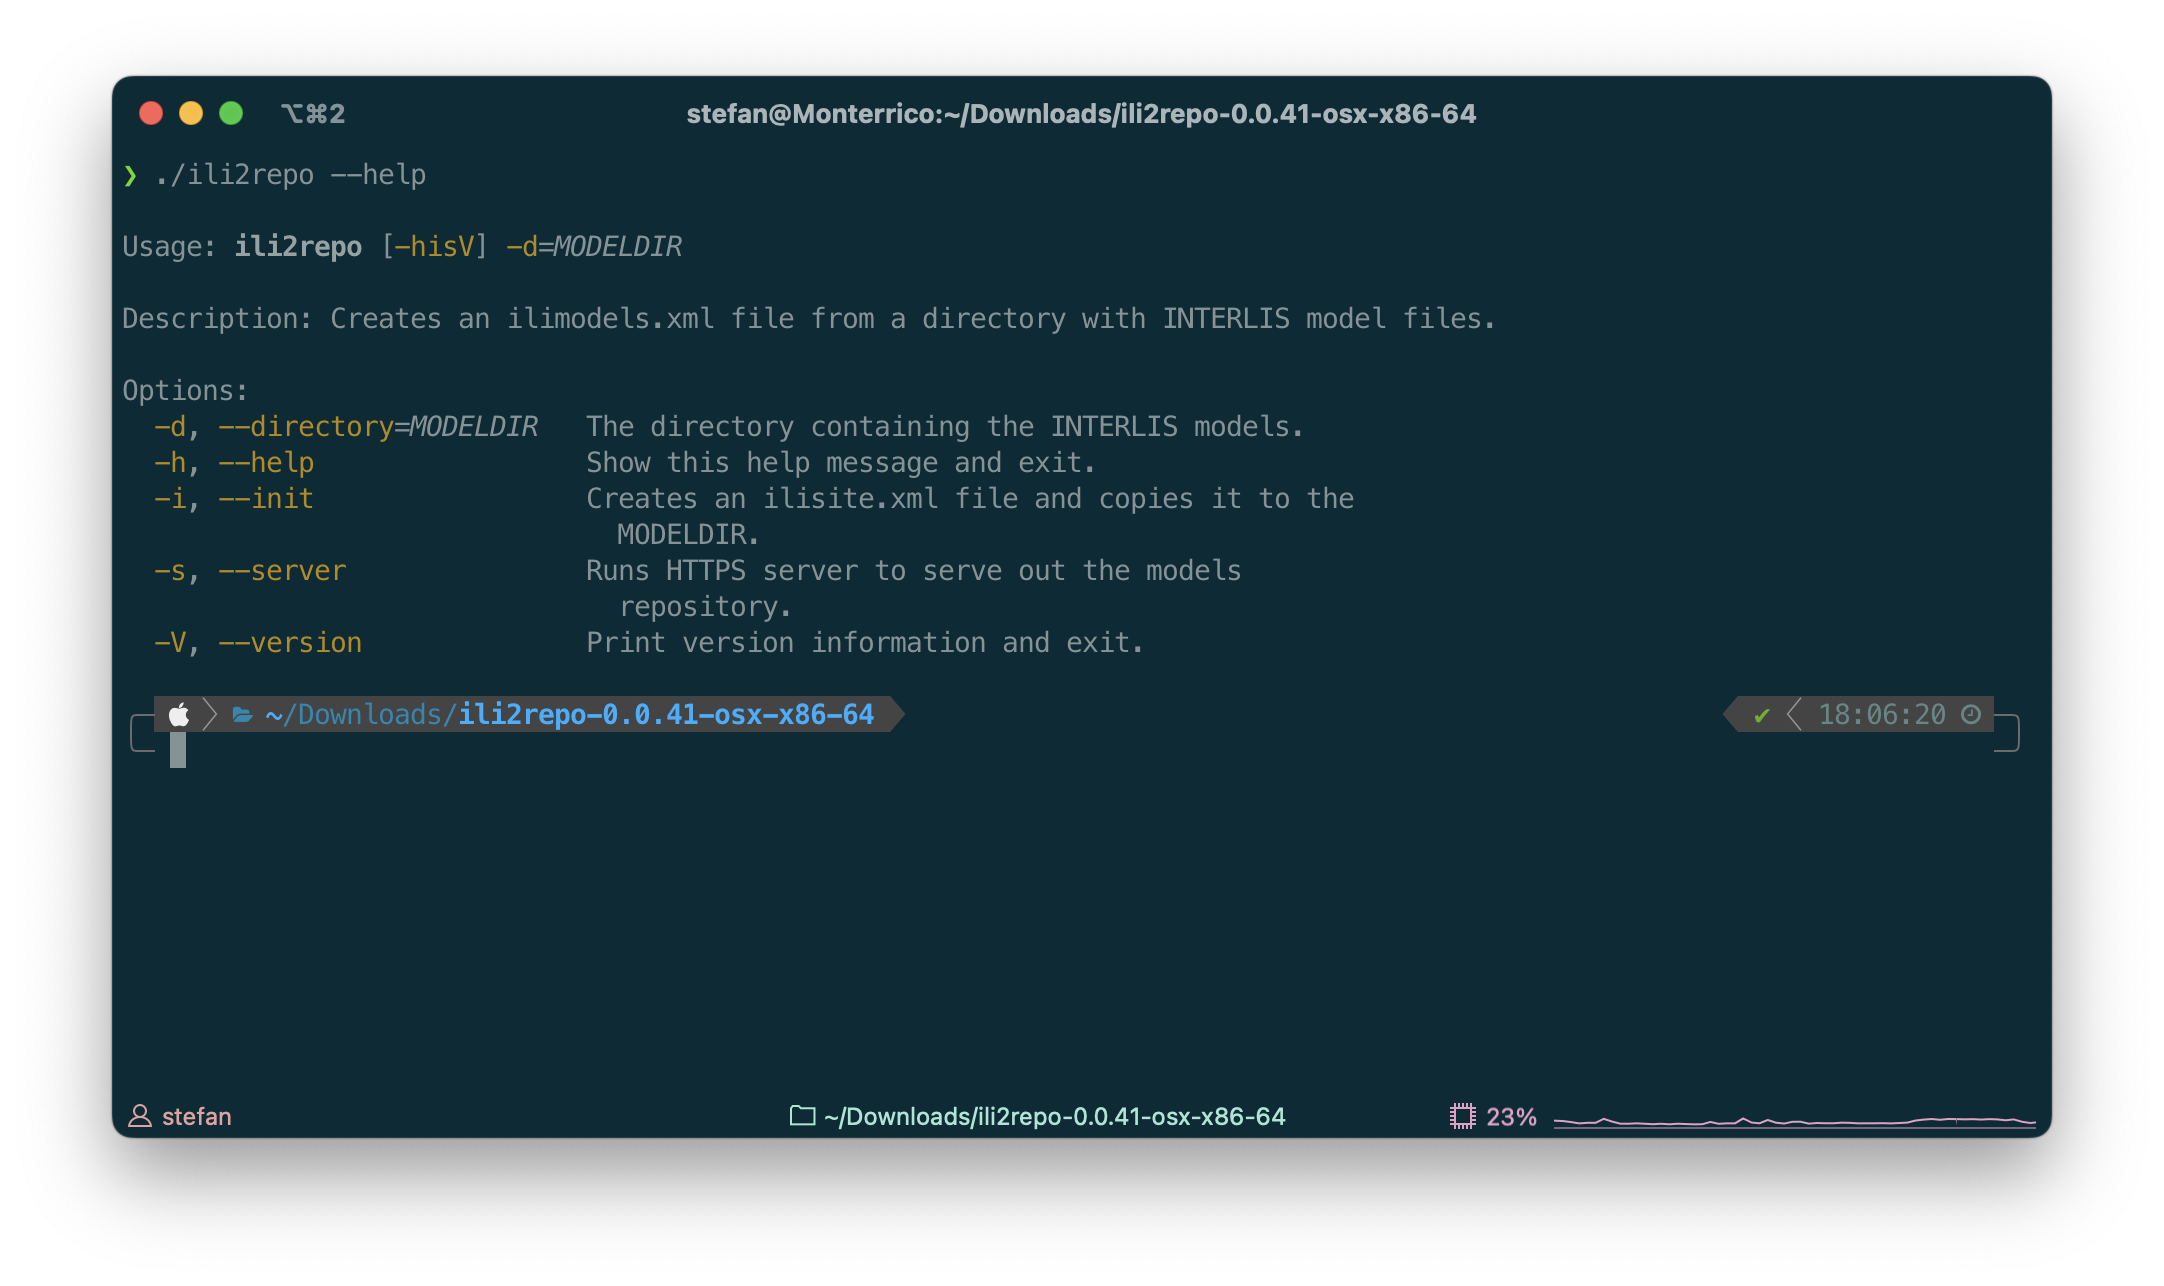 ⌥⌘2 stefan@Monterrico:~/Downloads/ili2repo-0.0.41-osx-x86-64
❯ ./ili2repo --help
Usage: ili2repo [-hisV] -d=MODELDIR
Description: Creates an ilimodels.xml file from a directory with INTERLIS model files.
Options:
-d, --directory=MODELDIR The directory containing the INTERLIS models.
-h, --help Show this help message and exit.
-i, --init Creates an ilisite.xml file and copies it to the
MODELDIR.
-s, --server Runs HTTPS server to serve out the models
repository.
-V, --version Print version information and exit.
~/Downloads/ili2repo-0.0.41-osx-x86-64 ✔ 18:06:20
stefan ~/Downloads/ili2repo-0.0.41-osx-x86-64 23%